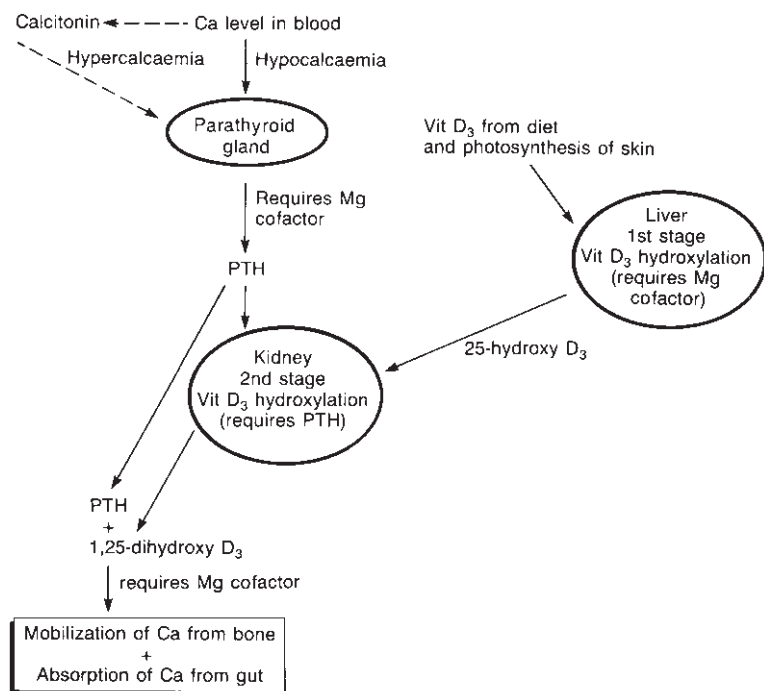 Calcitonin
Ca level in blood
Hypercalcaemia
Hypocalcaemia
Parathyroid
gland
Vit D₃ from diet
and photosynthesis of skin
Requires Mg
cofactor
Liver
1st stage
Vit D₃ hydroxylation
(requires Mg
cofactor)
PTH
25-hydroxy D₃
Kidney
2nd stage
Vit D₃ hydroxylation
(requires PTH)
PTH
+
1,25-dihydroxy D₃
requires Mg cofactor
Mobilization of Ca from bone
+
Absorption of Ca from gut